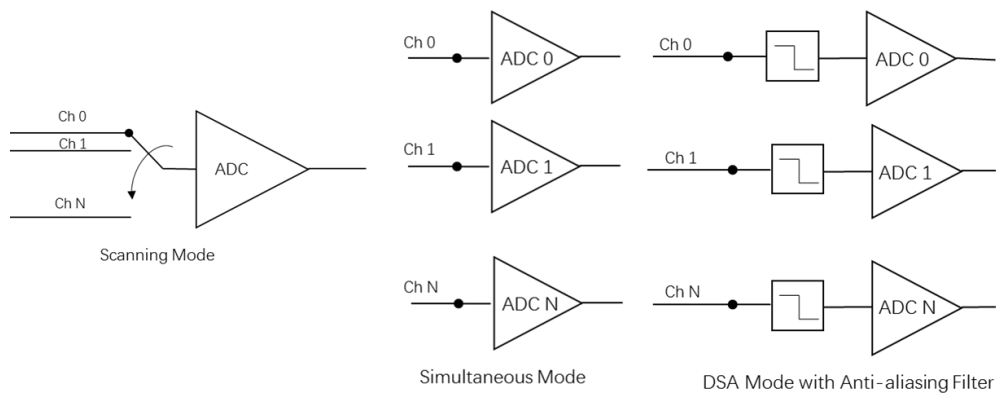 Ch 0
Ch 1
Ch N
ADC
Scanning Mode
Ch 0
ADC 0
Ch 1
ADC 1
Ch N
ADC N
Simultaneous Mode
Ch 0
ADC 0
Ch 1
ADC 1
Ch N
ADC N
DSA Mode with Anti-aliasing Filter